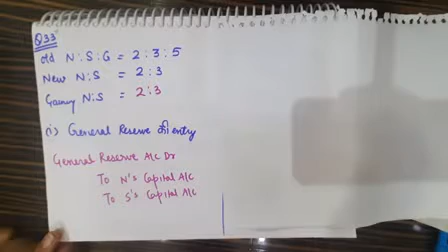 Q33
Old N:S:G = 2:3:5
New N:S = 2:3
Gaining N:S = 2:3
(i) General Reserve की entry
General Reserve A/c Dr
To N's Capital A/c
To S's Capital A/c